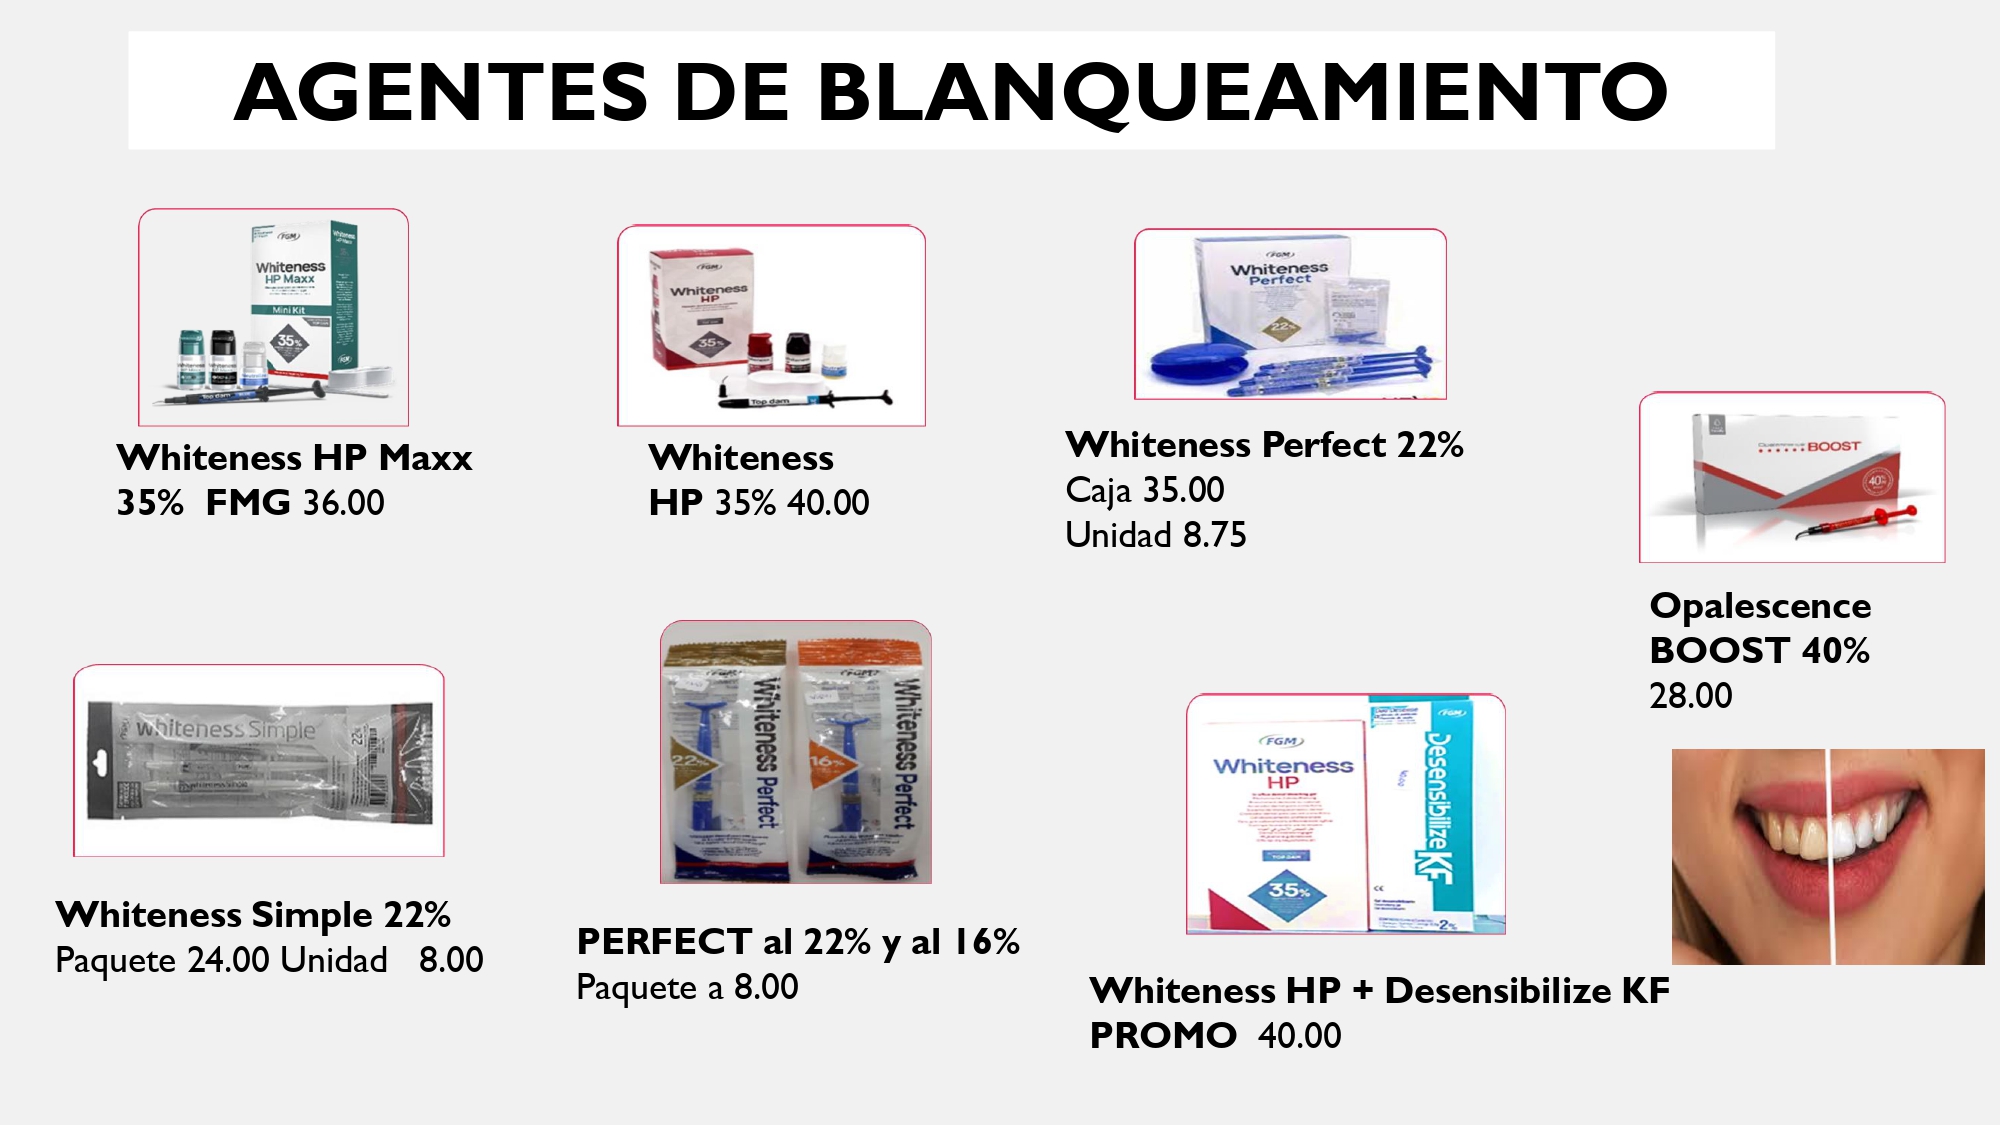 AGENTES DE BLANQUEAMIENTO
FGM
Whiteness
HP Maxx
Mini Kit
35%
Top dam
Whiteness HP Maxx
35% FMG 36.00
FGM
Whiteness
HP
35%
Top dam
Whiteness
HP 35% 40.00
FGM
Whiteness
Perfect
22%
Whiteness Perfect 22%
Caja 35.00
Unidad 8.75
Opalescence BOOST
40%
Opalescence
BOOST 40%
28.00
whiteness Simple
22%
Whiteness Simple 22%
Paquete 24.00 Unidad 8.00
FGM
Whiteness Perfect
22%
FGM
Whiteness Perfect
16%
PERFECT al 22% y al 16%
Paquete a 8.00
FGM
Whiteness
HP
TOP DAM
35%
FGM
Desensibilize KF
2%
Whiteness HP + Desensibilize KF
PROMO 40.00